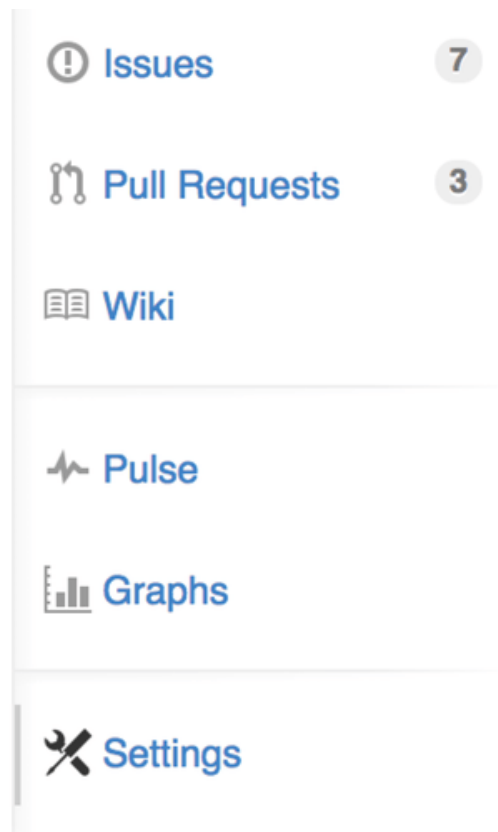 Issues 7
Pull Requests 3
Wiki
Pulse
Graphs
Settings